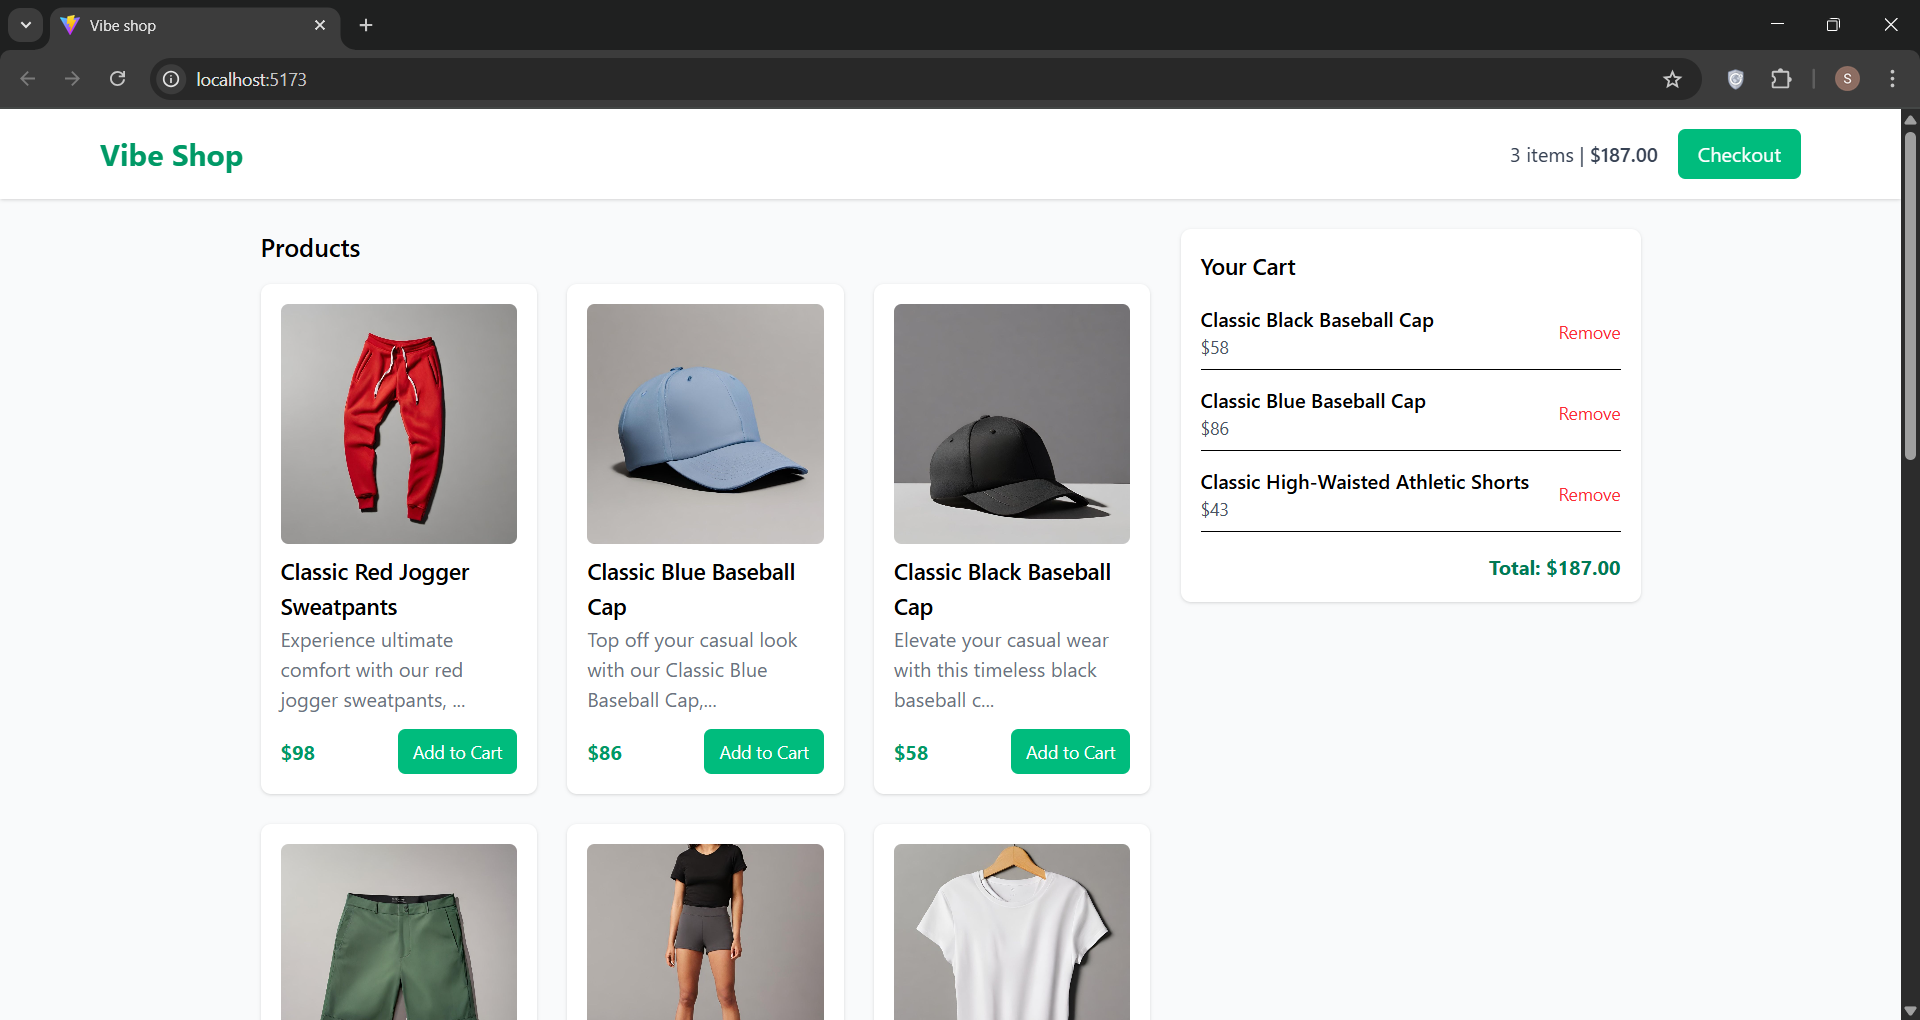 Vibe shop
localhost:5173
S
Vibe Shop
3 items | $187.00
Checkout
Products
Classic Red Jogger
Sweatpants
Experience ultimate
comfort with our red
jogger sweatpants, ...
$98
Add to Cart
Classic Blue Baseball
Cap
Top off your casual look
with our Classic Blue
Baseball Cap,...
$86
Add to Cart
Classic Black Baseball
Cap
Elevate your casual wear
with this timeless black
baseball c...
$58
Add to Cart
Your Cart
Classic Black Baseball Cap
$58
Remove
Classic Blue Baseball Cap
$86
Remove
Classic High-Waisted Athletic Shorts
$43
Remove
Total: $187.00